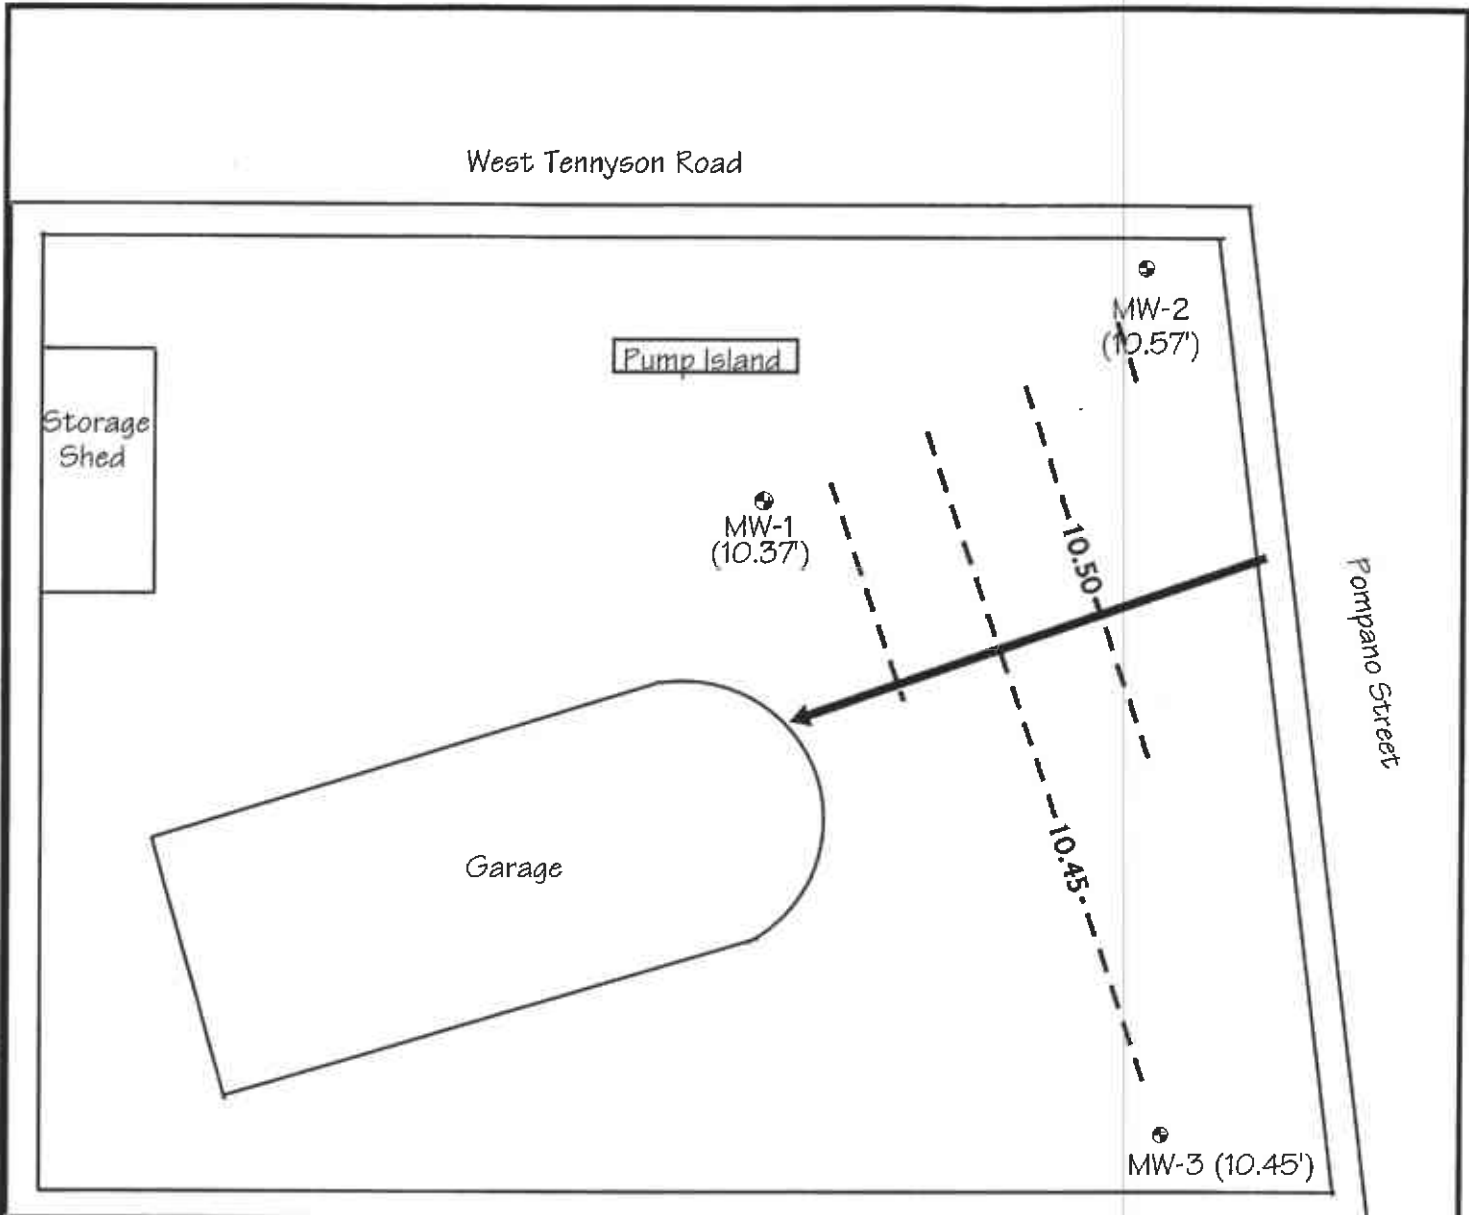 West Tennyson Road
MW-2
(10.57')
Pump Island
Storage
Shed
MW-1
(10.37')
10.50
Pompano Street
10.45
Garage
MW-3 (10.45')